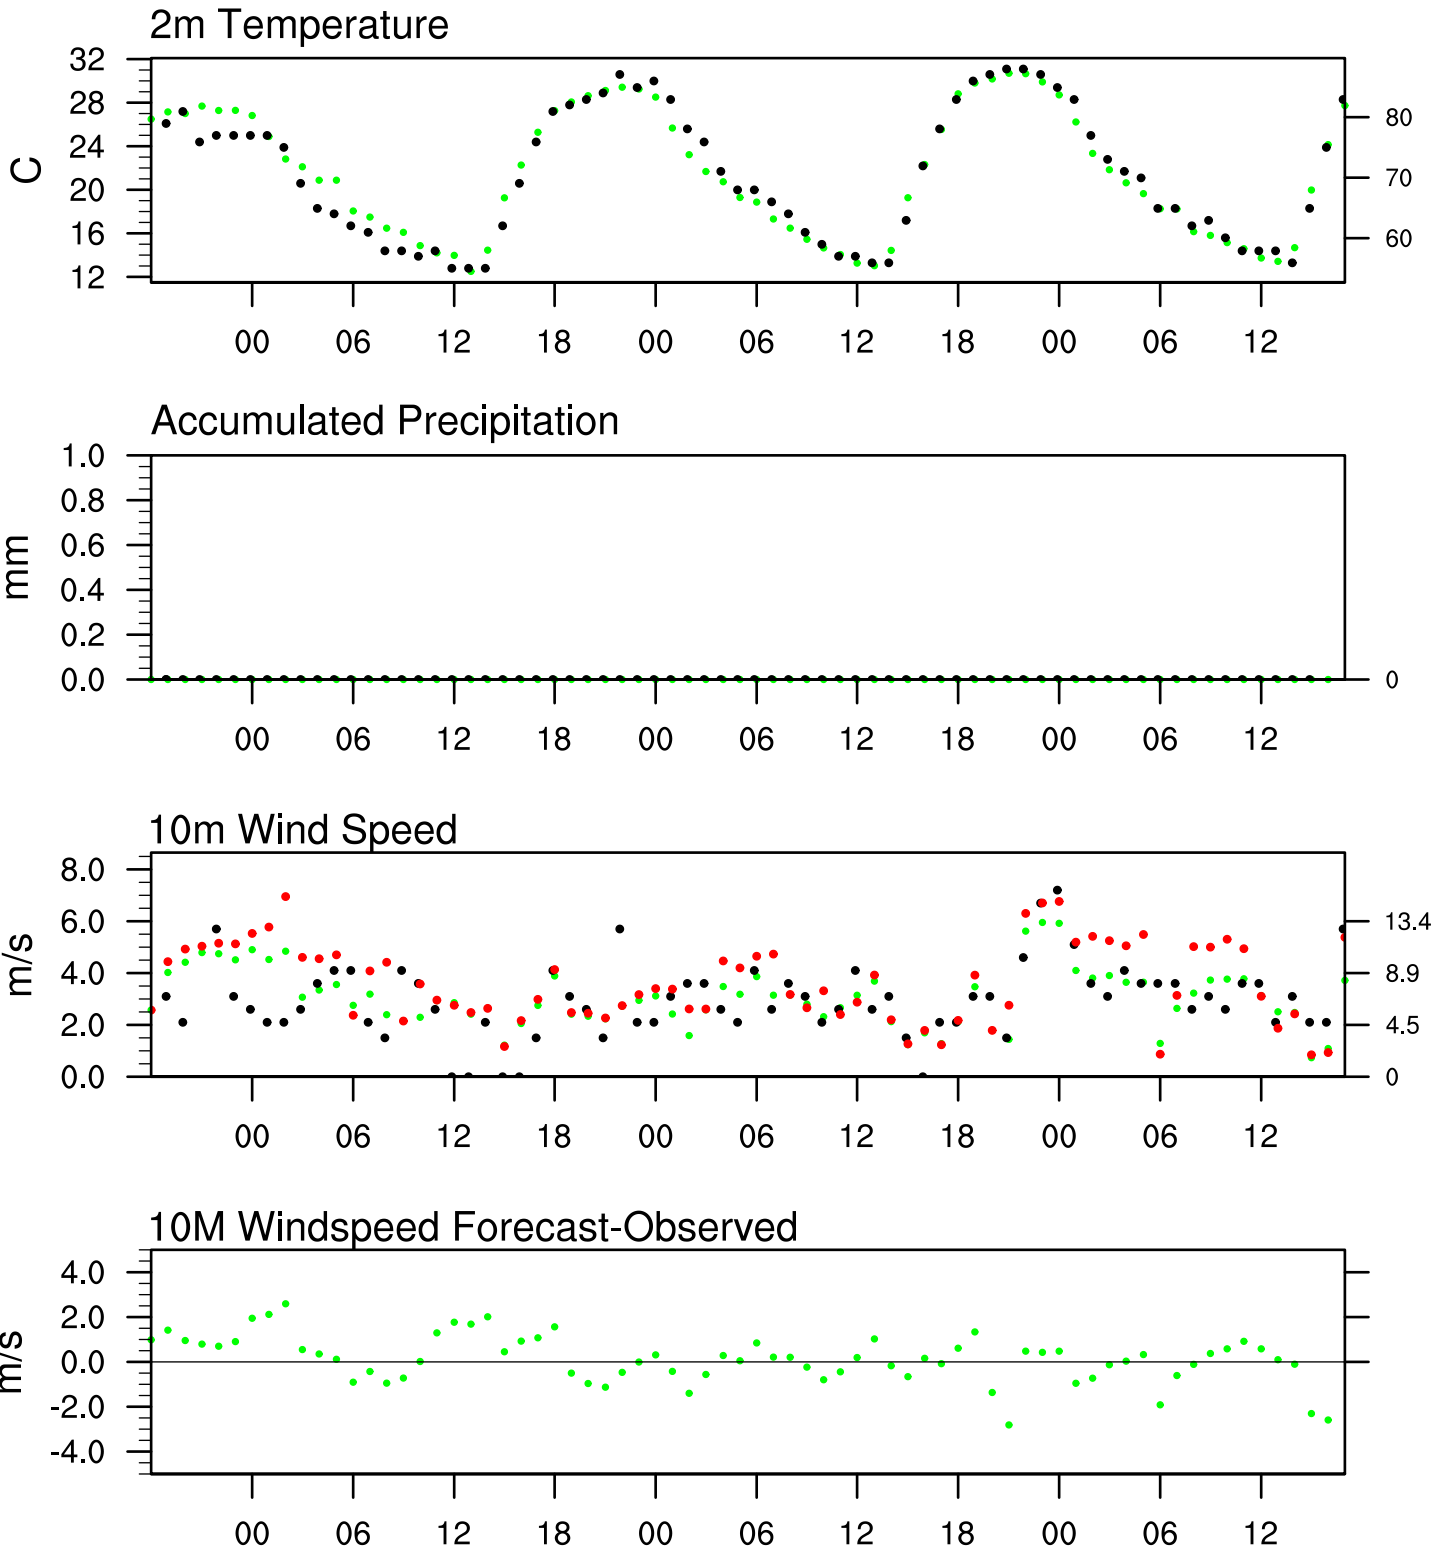 2m Temperature
32
28
24
20
16
12
C
80
70
60
00 06 12 18 00 06 12 18 00 06 12
Accumulated Precipitation
1.0
0.8
0.6
0.4
0.2
0.0
mm
0
00 06 12 18 00 06 12 18 00 06 12
10m Wind Speed
8.0
6.0
4.0
2.0
0.0
m/s
13.4
8.9
4.5
0
00 06 12 18 00 06 12 18 00 06 12
10M Windspeed Forecast-Observed
4.0
2.0
0.0
-2.0
-4.0
m/s
00 06 12 18 00 06 12 18 00 06 12